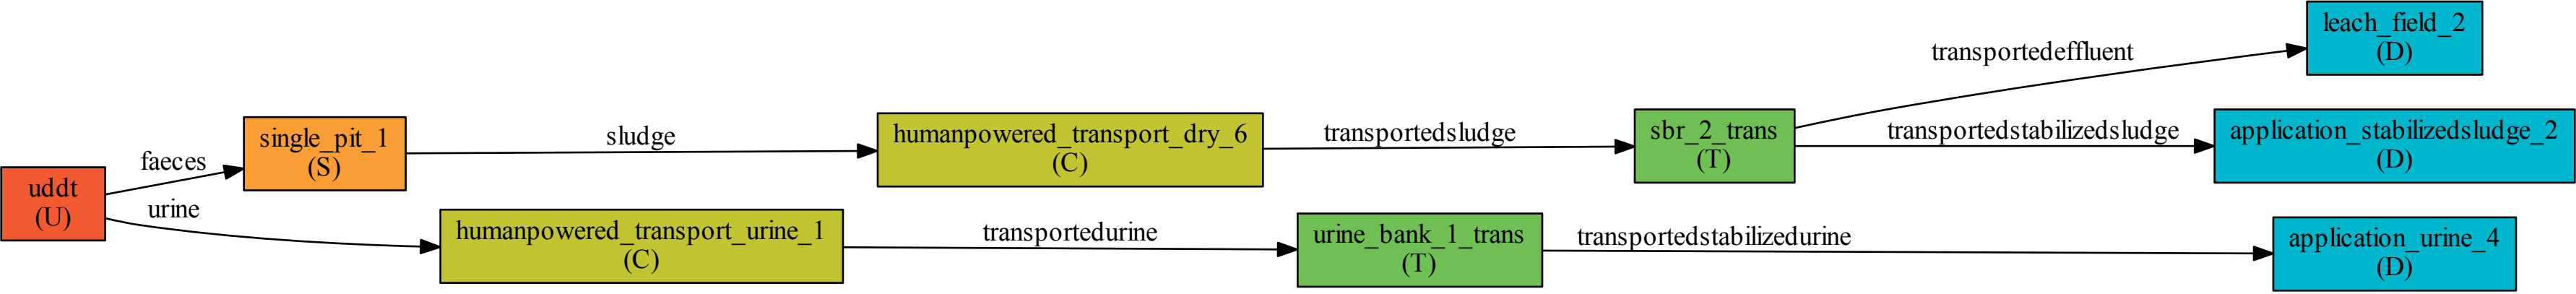 uddt
(U)
faeces
urine
single_pit_1
(S)
sludge
humanpowered_transport_dry_6
(C)
transportedsludge
sbr_2_trans
(T)
transportedeffluent
leach_field_2
(D)
transportedstabilizedsludge
application_stabilizedsludge_2
(D)
humanpowered_transport_urine_1
(C)
transportedurine
urine_bank_1_trans
(T)
transportedstabilizedurine
application_urine_4
(D)